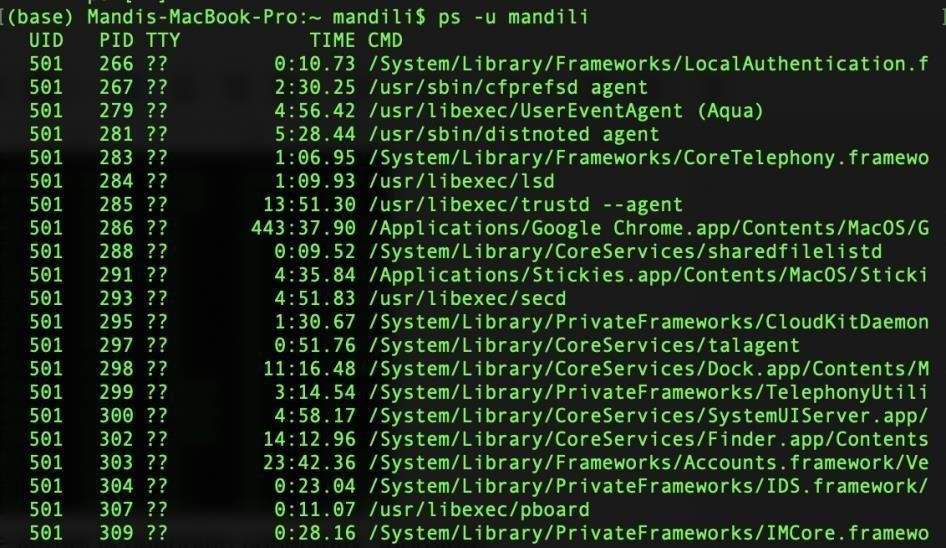 (base) Mandis-MacBook-Pro:~ mandili$ ps -u mandili
UID PID TTY TIME CMD
501 266 ?? 0:10.73 /System/Library/Frameworks/LocalAuthentication.f
501 267 ?? 2:30.25 /usr/sbin/cfprefsd agent
501 279 ?? 4:56.42 /usr/libexec/UserEventAgent (Aqua)
501 281 ?? 5:28.44 /usr/sbin/distnoted agent
501 283 ?? 1:06.95 /System/Library/Frameworks/CoreTelephony.framewo
501 284 ?? 1:09.93 /usr/libexec/lsd
501 285 ?? 13:51.30 /usr/libexec/trustd --agent
501 286 ?? 443:37.90 /Applications/Google Chrome.app/Contents/MacOS/G
501 288 ?? 0:09.52 /System/Library/CoreServices/sharedfilelistd
501 291 ?? 4:35.84 /Applications/Stickies.app/Contents/MacOS/Sticki
501 293 ?? 4:51.83 /usr/libexec/secd
501 295 ?? 1:30.67 /System/Library/PrivateFrameworks/CloudKitDaemon
501 297 ?? 0:51.76 /System/Library/CoreServices/talagent
501 298 ?? 11:16.48 /System/Library/CoreServices/Dock.app/Contents/M
501 299 ?? 3:14.54 /System/Library/PrivateFrameworks/TelephonyUtili
501 300 ?? 4:58.17 /System/Library/CoreServices/SystemUIServer.app/
501 302 ?? 14:12.96 /System/Library/CoreServices/Finder.app/Contents
501 303 ?? 23:42.36 /System/Library/Frameworks/Accounts.framework/Ve
501 304 ?? 0:23.04 /System/Library/PrivateFrameworks/IDS.framework/
501 307 ?? 0:11.07 /usr/libexec/pboard
501 309 ?? 0:28.16 /System/Library/PrivateFrameworks/IMCore.framewo